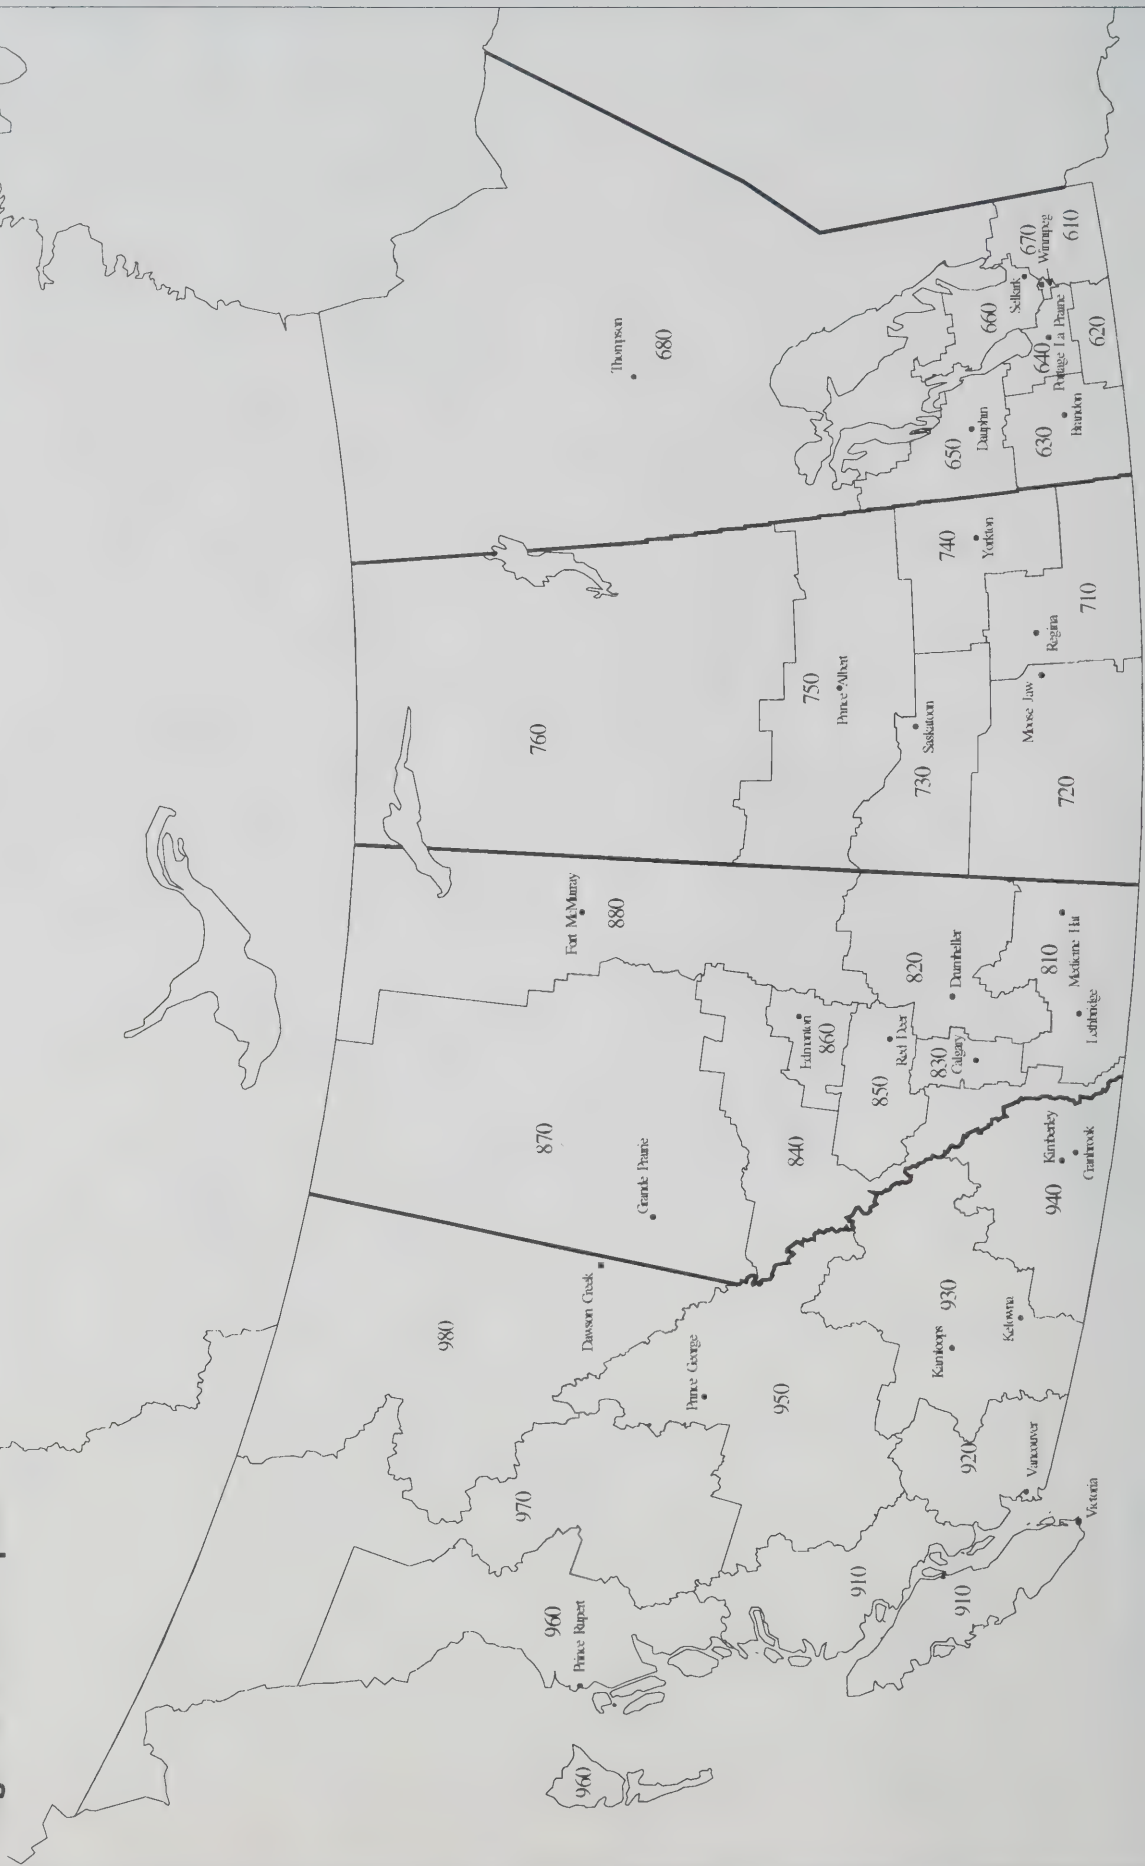 960
960
Prince Rupert
970
980
Dawson Creek
Prince George
950
910
910
920
Vancouver
Victoria
930
Kamloops
Kelowna
940
Kimberley
Cranbrook
870
Grande Prairie
880
Fort McMurray
840
860
Edmonton
850
Red Deer
830
Calgary
820
Drumheller
810
Medicine Hat
Lethbridge
760
750
Prince Albert
730
Saskatoon
720
Moose Jaw
740
Yorkton
710
Regina
680
Thompson
650
Dauphin
630
Brandon
640
Portage La Prairie
660
Selkirk
670
Winnipeg
620
610